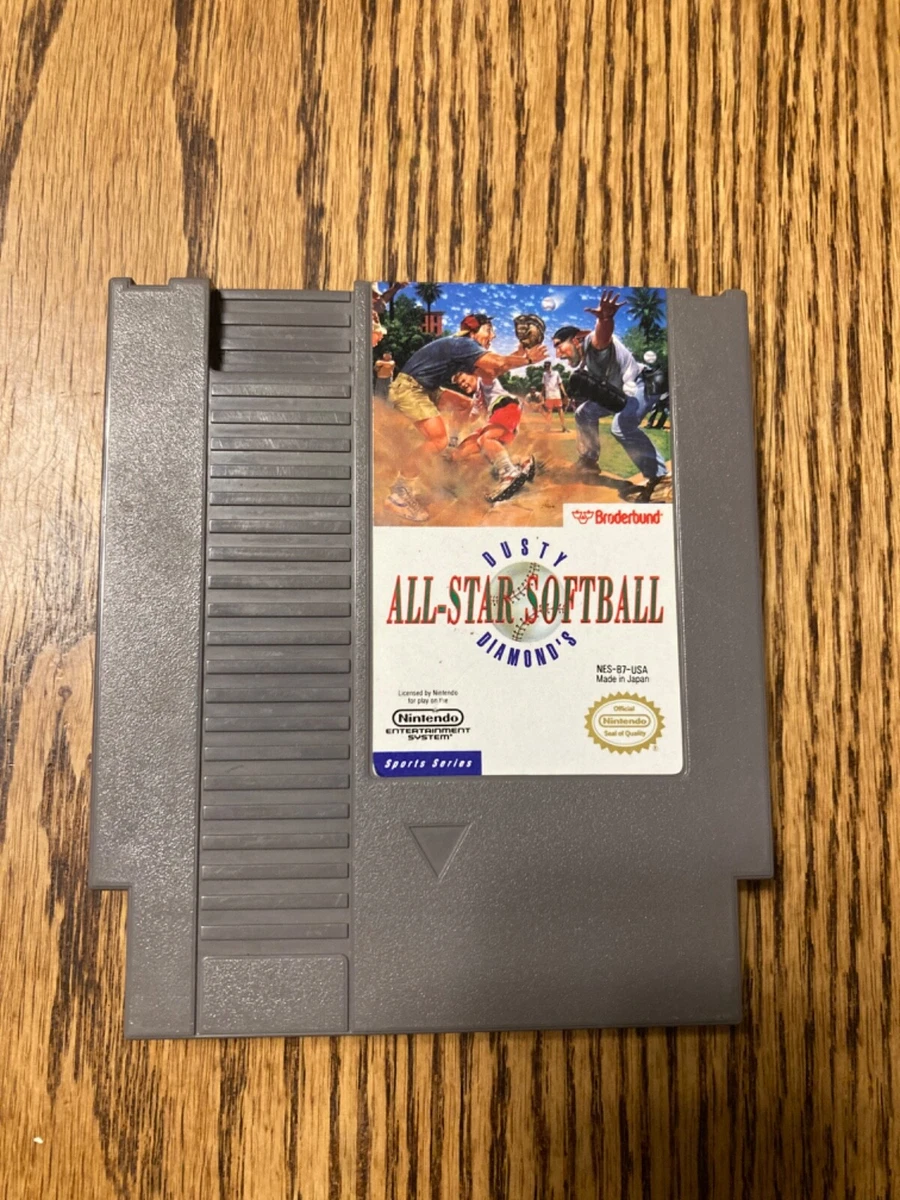 Broderbund
DUSTY
ALL-STAR SOFTBALL
DIAMOND'S
NES-B7-USA
Made in Japan
Licensed by Nintendo
for play on the
Nintendo
ENTERTAINMENT
SYSTEM
Official
Nintendo
Seal of Quality
®
Sports Series